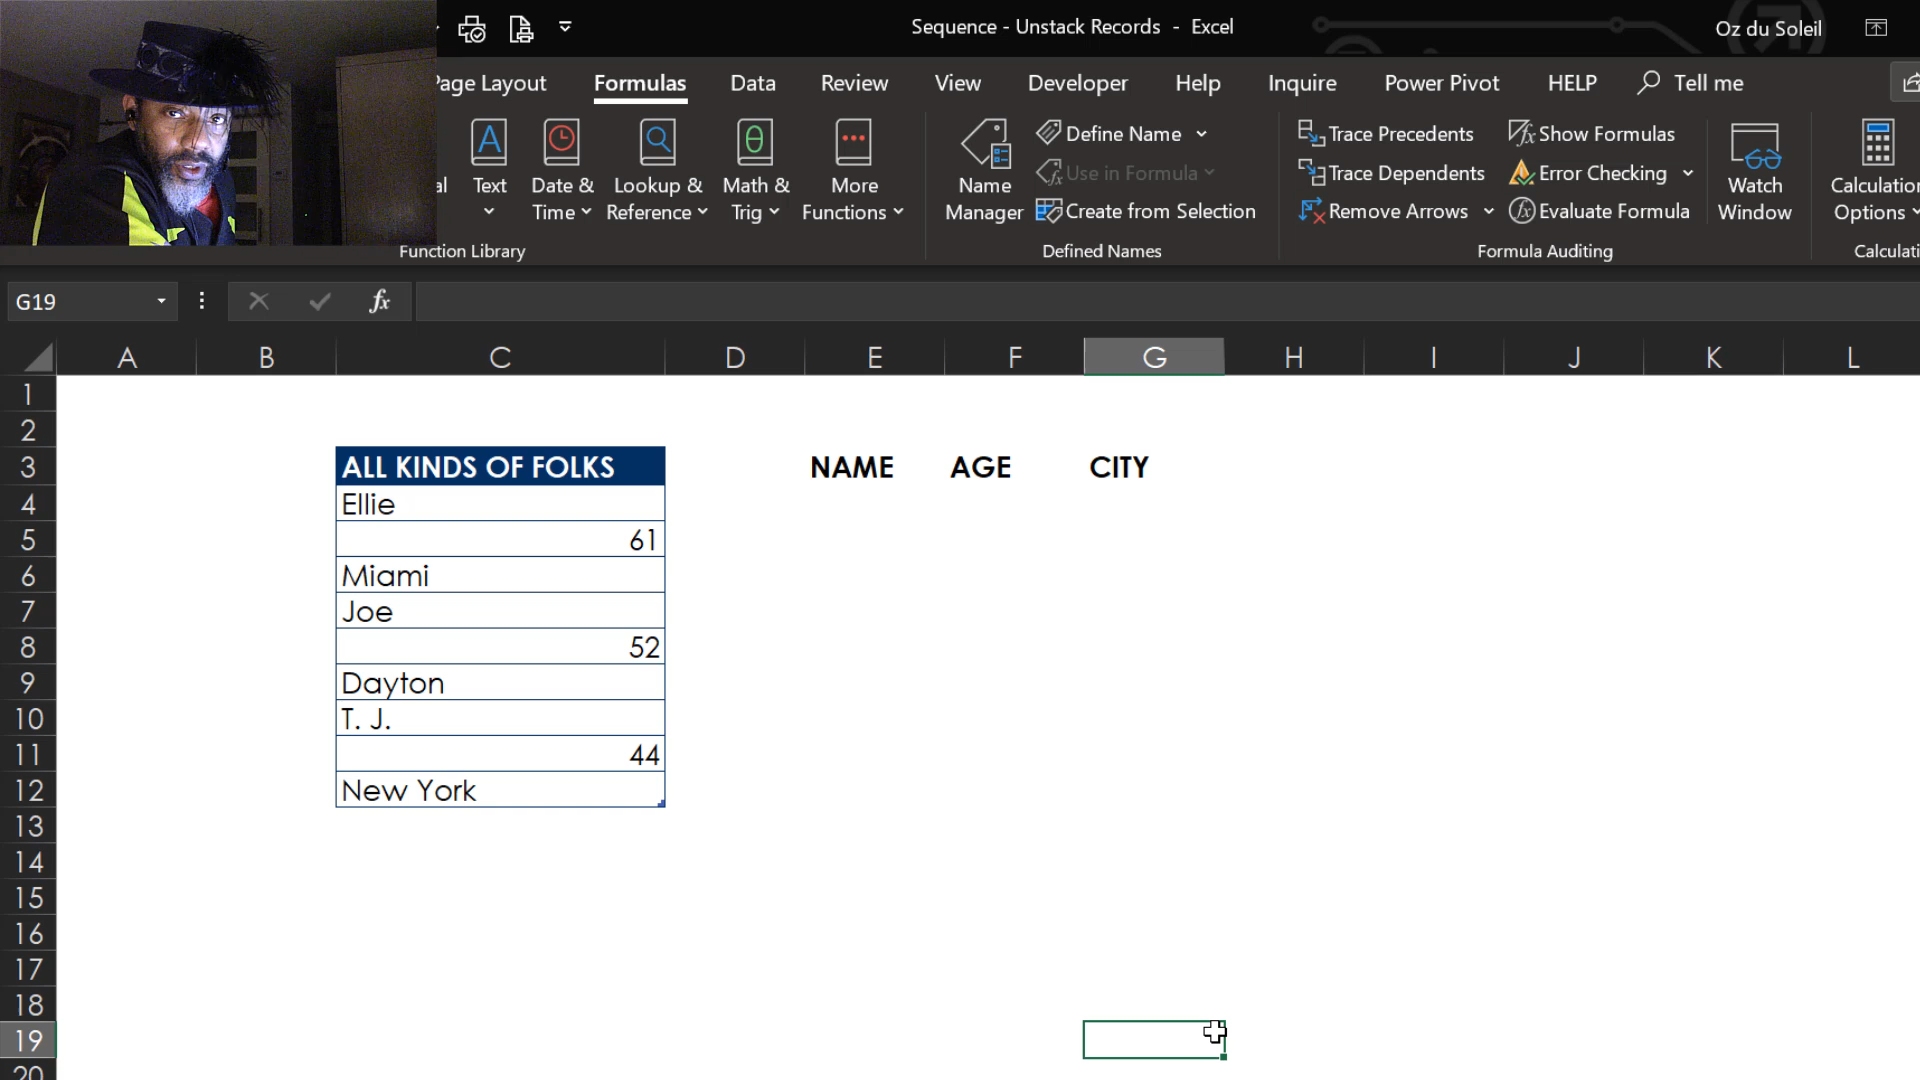 Sequence - Unstack Records - Excel
Oz du Soleil
Page Layout Formulas Data Review View Developer Help Inquire Power Pivot HELP Tell me
Text
Date & Time
Lookup & Reference
Math & Trig
More Functions
Function Library
Name Manager
Define Name
Use in Formula
Create from Selection
Defined Names
Trace Precedents
Trace Dependents
Remove Arrows
Show Formulas
Error Checking
Evaluate Formula
Formula Auditing
Watch Window
Calculation
Options
G19
fx
A B C D E F G H I J K L
1
2
3 ALL KINDS OF FOLKS NAME AGE CITY
4 Ellie
5 61
6 Miami
7 Joe
8 52
9 Dayton
10 T. J.
11 44
12 New York
13
14
15
16
17
18
19
20